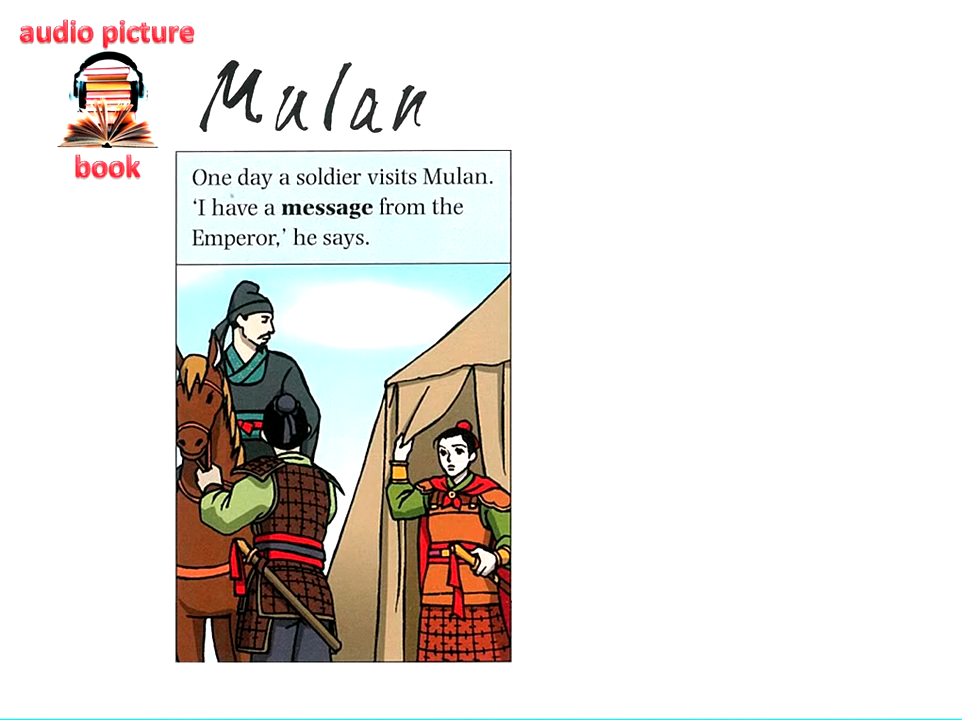 audio picture
book
Mulan
One day a soldier visits Mulan.
‘I have a message from the
Emperor,’ he says.